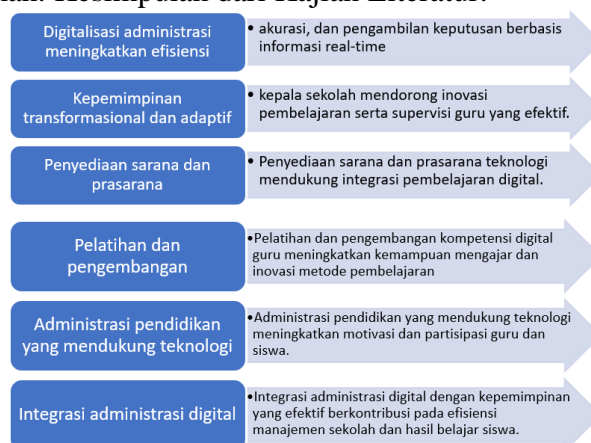 Kesimpulan dari Kajian Literatur:
Digitalisasi administrasi
meningkatkan efisiensi
• akurasi, dan pengambilan keputusan berbasis
informasi real-time
Kepemimpinan
transformasional dan adaptif
• kepala sekolah mendorong inovasi
pembelajaran serta supervisi guru yang efektif.
Penyediaan sarana dan
prasarana
• Penyediaan sarana dan prasarana teknologi
mendukung integrasi pembelajaran digital.
Pelatihan dan
pengembangan
•Pelatihan dan pengembangan kompetensi digital
guru meningkatkan kemampuan mengajar dan
inovasi metode pembelajaran
Administrasi pendidikan
yang mendukung teknologi
•Administrasi pendidikan yang mendukung teknologi
meningkatkan motivasi dan partisipasi guru dan
siswa.
Integrasi administrasi digital
•Integrasi administrasi digital dengan kepemimpinan
yang efektif berkontribusi pada efisiensi
manajemen sekolah dan hasil belajar siswa.